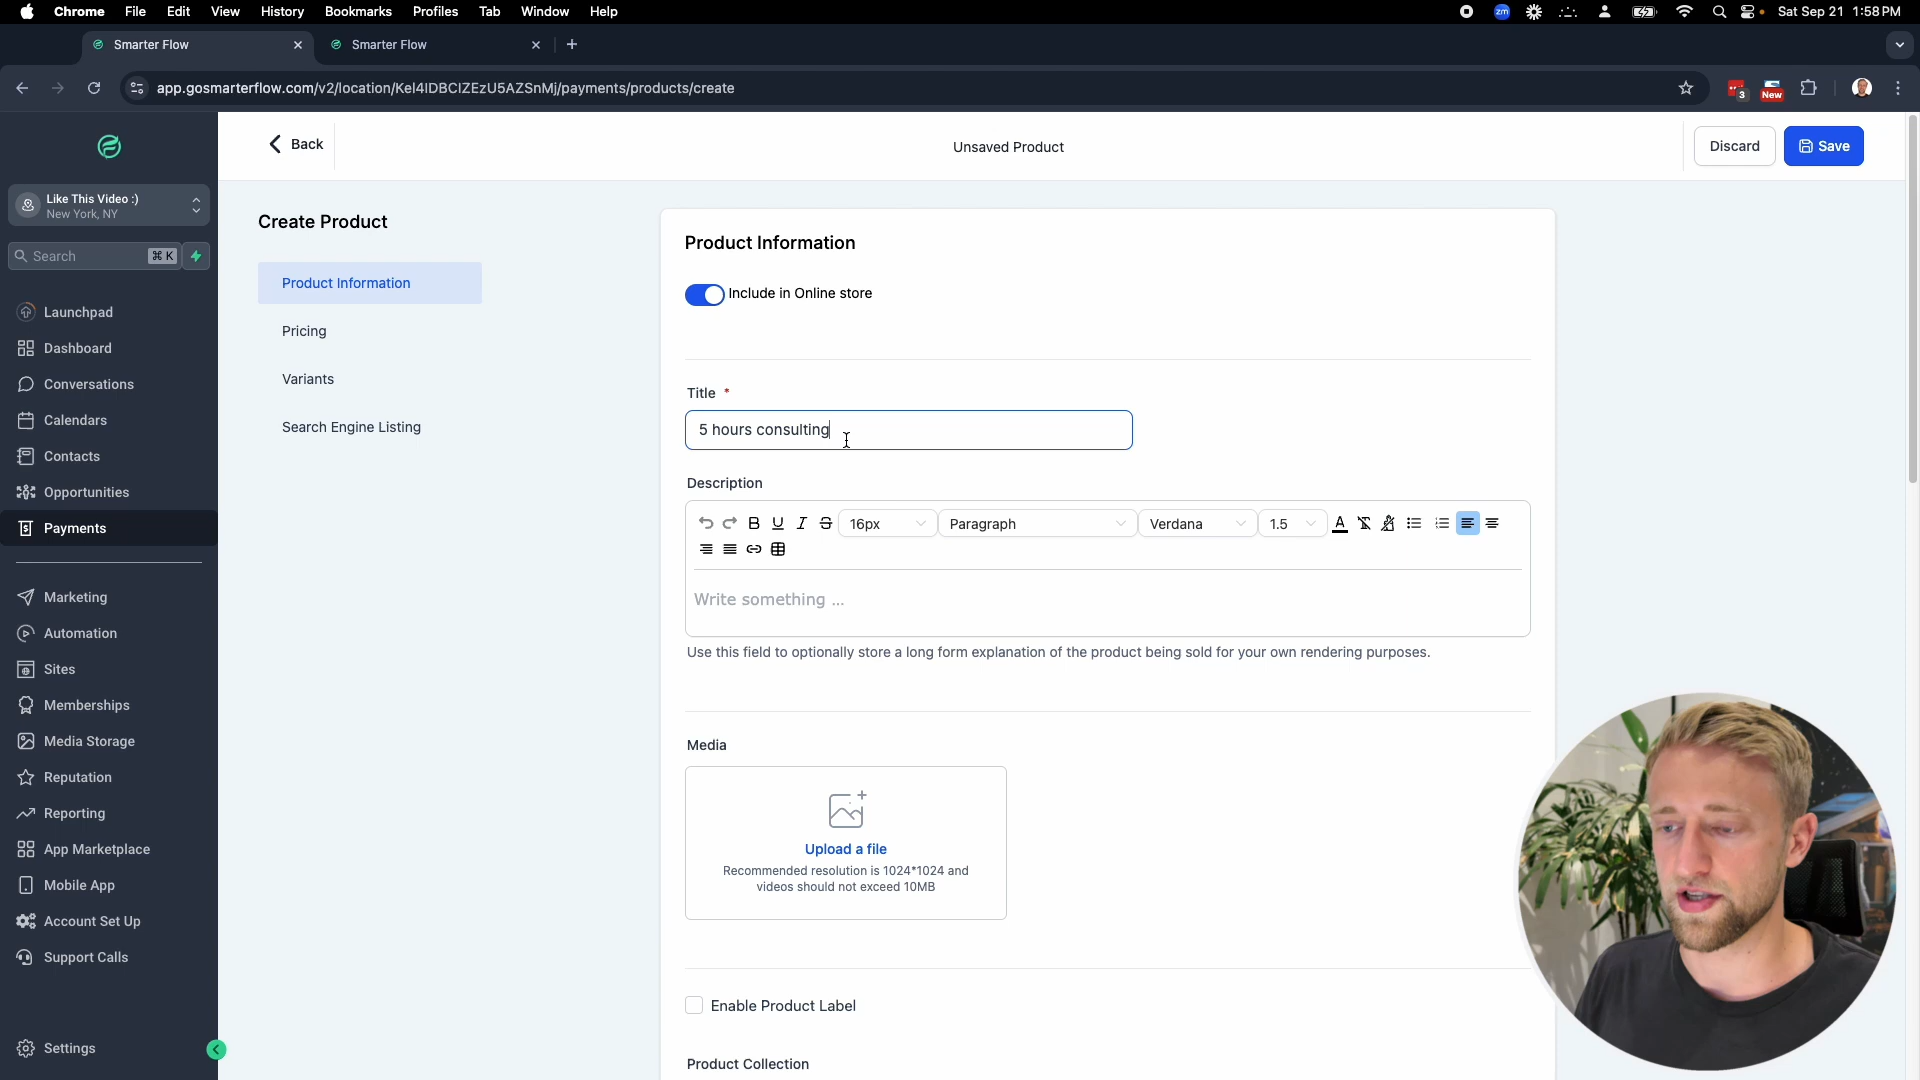 Chrome File Edit View History Bookmarks Profiles Tab Window Help
zm
Sat Sep 21 1:58 PM
Smarter Flow
Smarter Flow
app.gosmarterflow.com/v2/location/Kel4IDBCIZEzU5AZSnMj/payments/products/create
3
New
Like This Video :)
New York, NY
Search ⌘ K
Launchpad
Dashboard
Conversations
Calendars
Contacts
Opportunities
Payments
Marketing
Automation
Sites
Memberships
Media Storage
Reputation
Reporting
App Marketplace
Mobile App
Account Set Up
Support Calls
Settings
Back
Unsaved Product
Discard
Save
Create Product
Product Information
Pricing
Variants
Search Engine Listing
Product Information
Include in Online store
Title *
5 hours consulting
Description
16px Paragraph Verdana 1.5
Write something ...
Use this field to optionally store a long form explanation of the product being sold for your own rendering purposes.
Media
Upload a file
Recommended resolution is 1024*1024 and
videos should not exceed 10MB
Enable Product Label
Product Collection